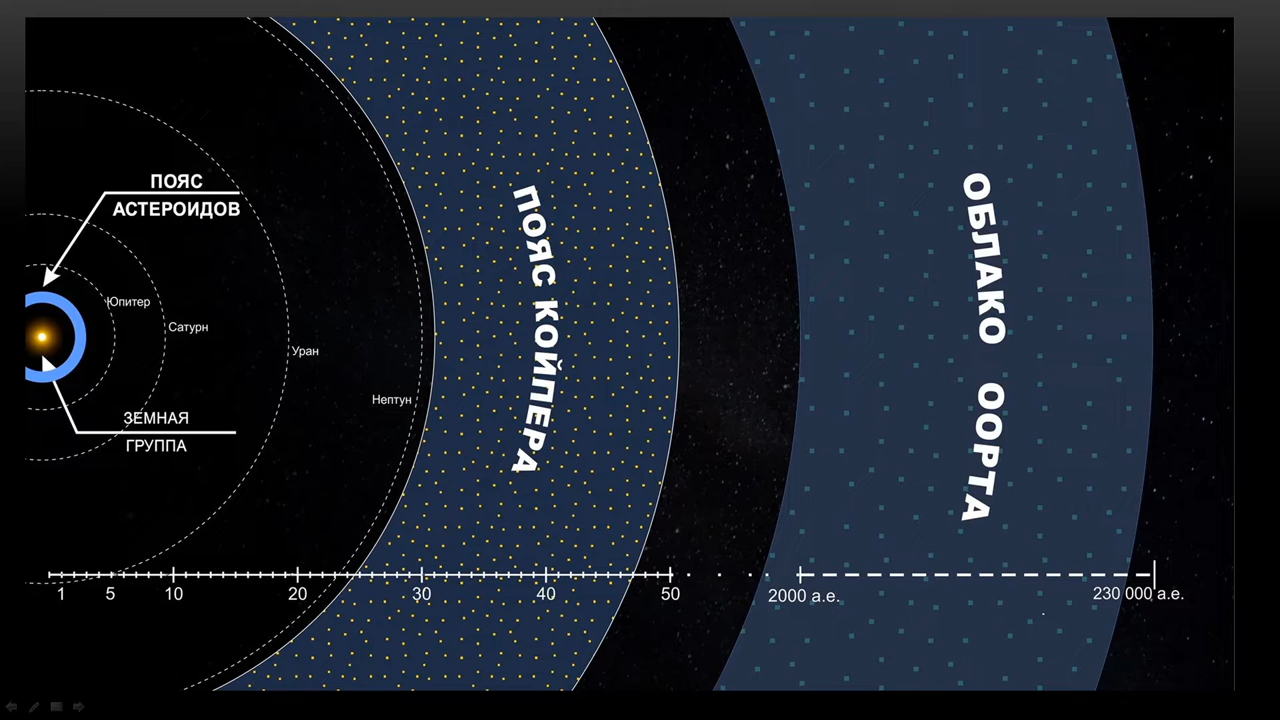 ПОЯС
АСТЕРОИДОВ
Юпитер
Сатурн
Уран
Нептун
ЗЕМНАЯ
ГРУППА
ПОЯС КОЙПЕРА
ОБЛАКО ООРТА
1 5 10 20 30 40 50 2000 а.е. 230 000 а.е.